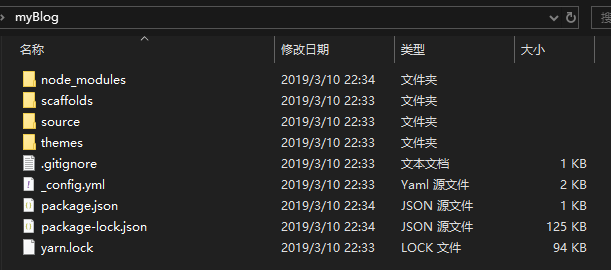 myBlog
搜
名称 修改日期 类型 大小
node_modules 2019/3/10 22:34 文件夹
scaffolds 2019/3/10 22:33 文件夹
source 2019/3/10 22:33 文件夹
themes 2019/3/10 22:33 文件夹
.gitignore 2019/3/10 22:33 文本文档 1 KB
_config.yml 2019/3/10 22:33 Yaml 源文件 2 KB
package.json 2019/3/10 22:34 JSON 源文件 1 KB
package-lock.json 2019/3/10 22:34 JSON 源文件 125 KB
yarn.lock 2019/3/10 22:33 LOCK 文件 94 KB